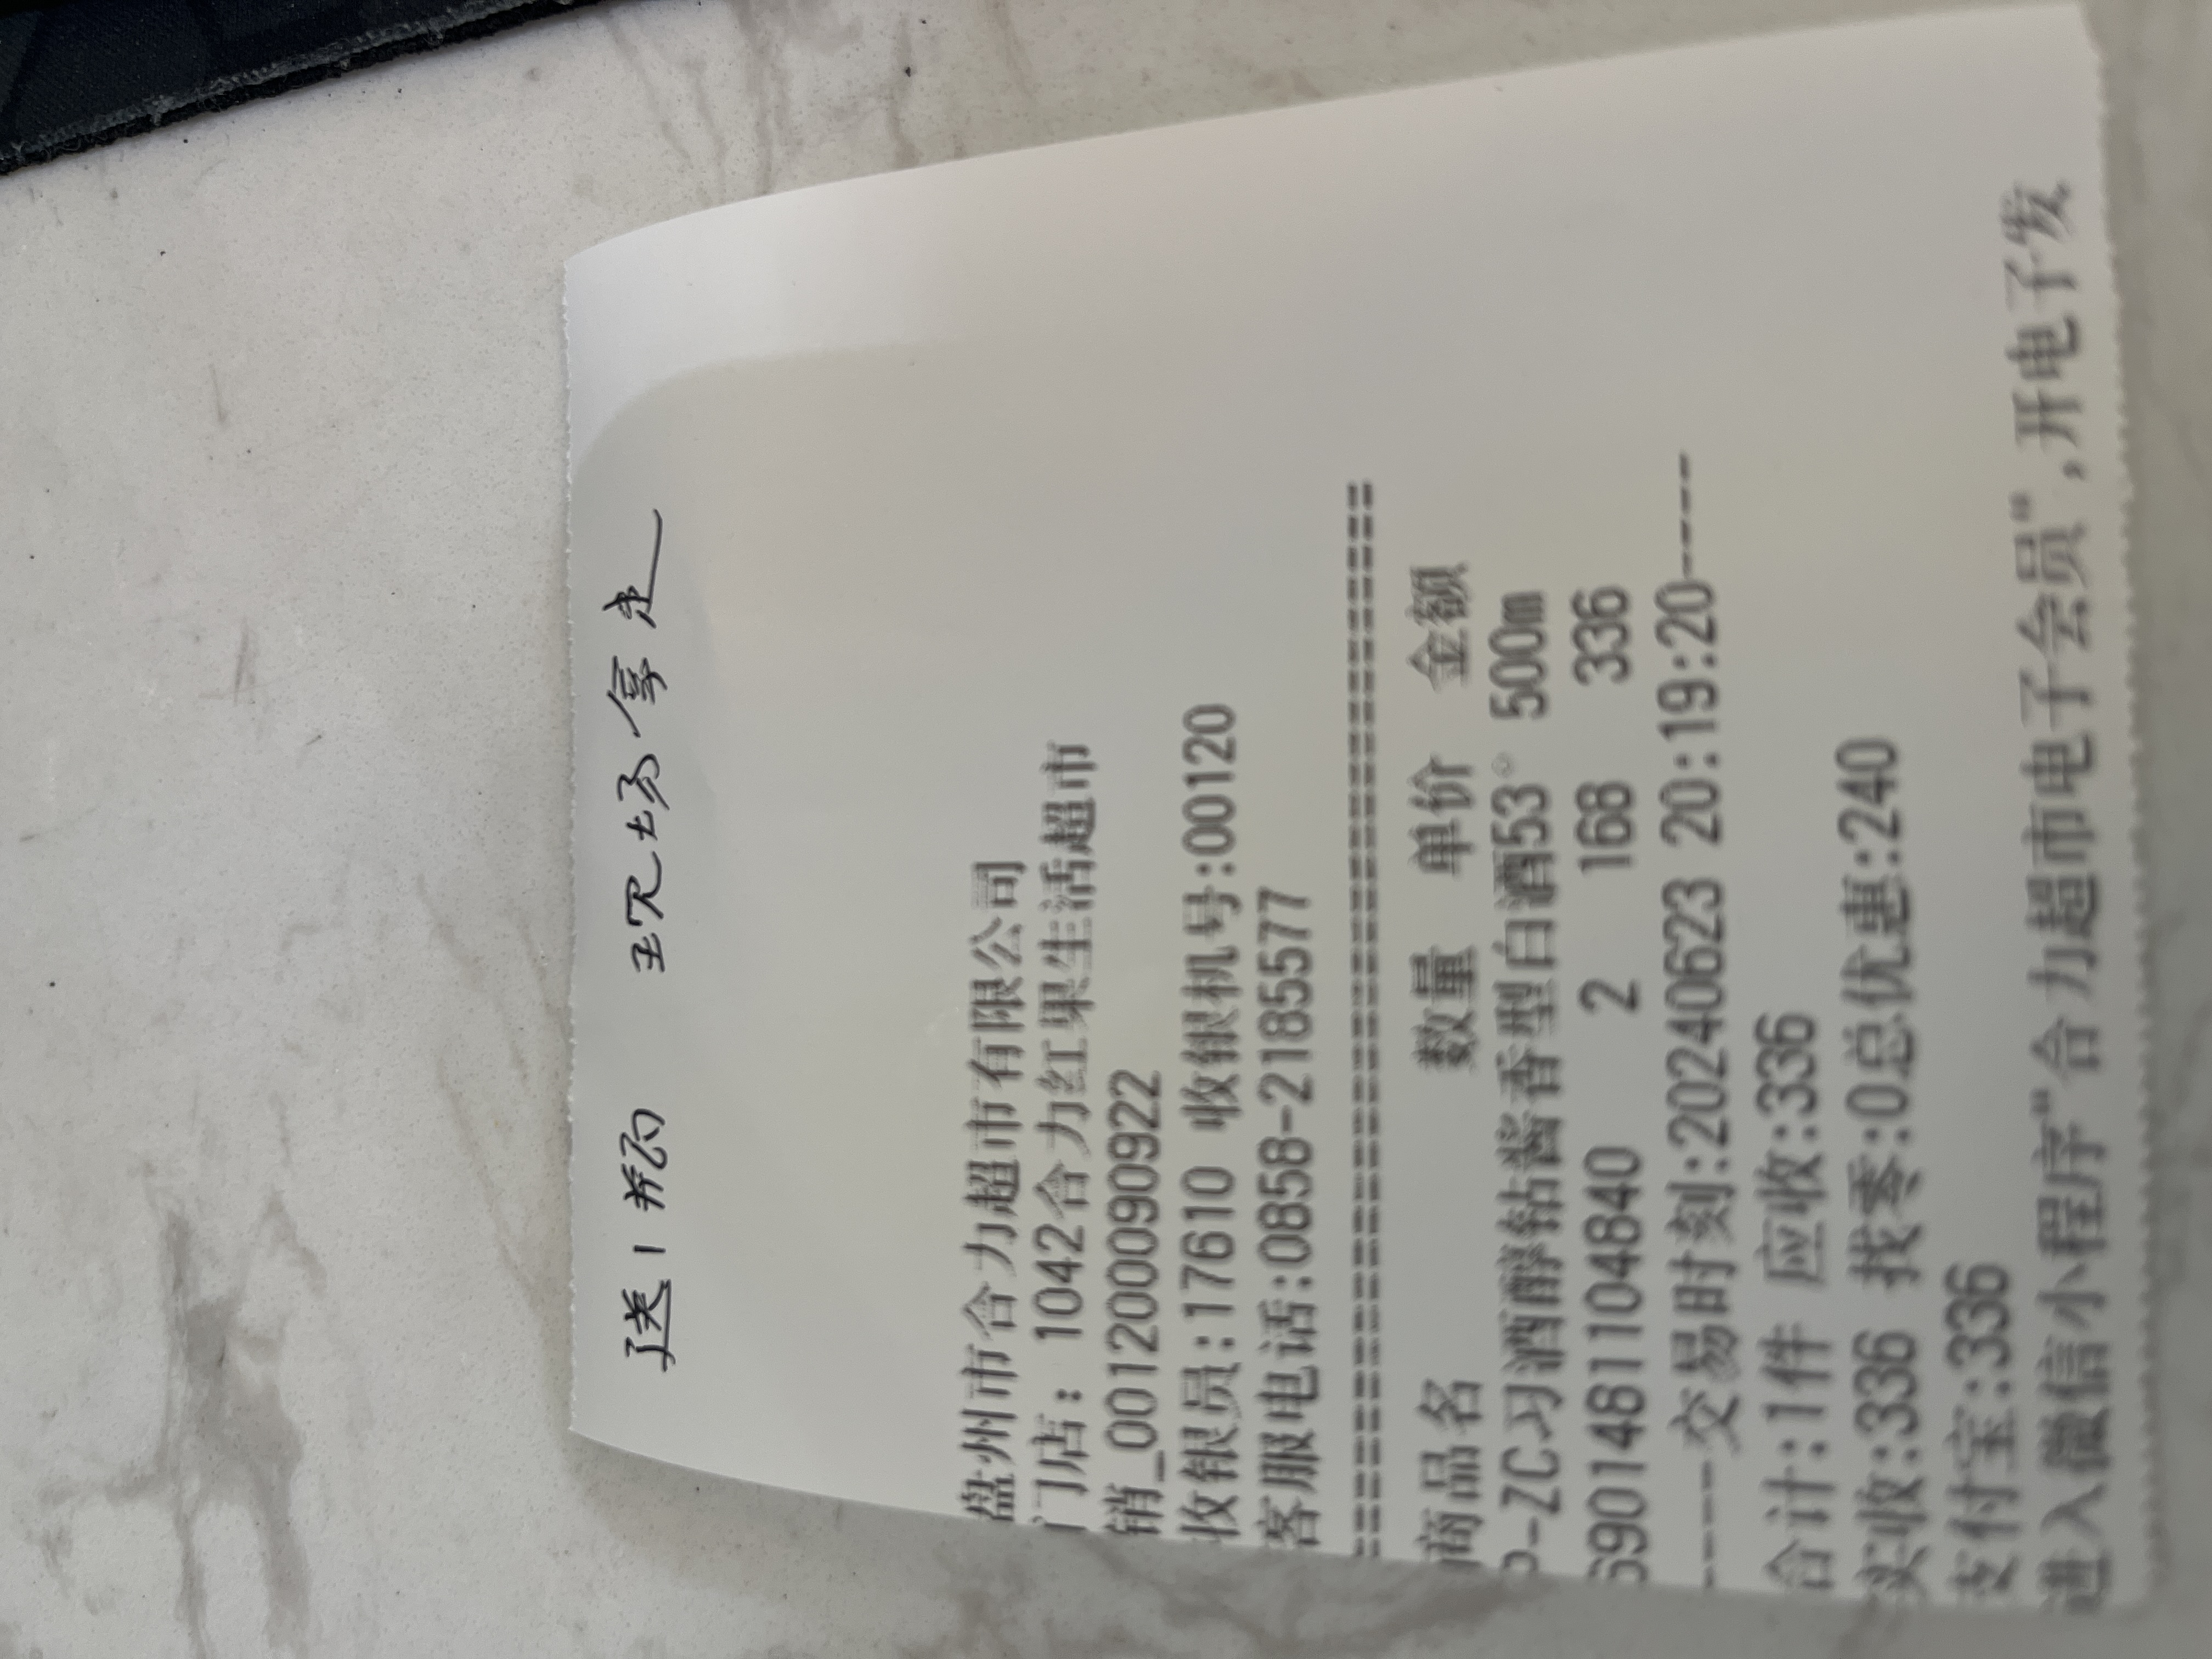 送1瓶 现场拿走
盘州市合力超市有限公司
门店：1042合力红果生活超市
销_0012000090922
收银员:17610 收银机号:00120
客服电话:0858-2185577
================================
商品名 数量 单价 金额
P-ZC习酒醇钻酱香型白酒53° 500m
6901481104840 2 168 336
----交易时刻:20240623 20:19:20----
合计:1件 应收:336
实收:336 找零:0总优惠:240
支付宝:336
进入微信小程序"合力超市电子会员",开电子发